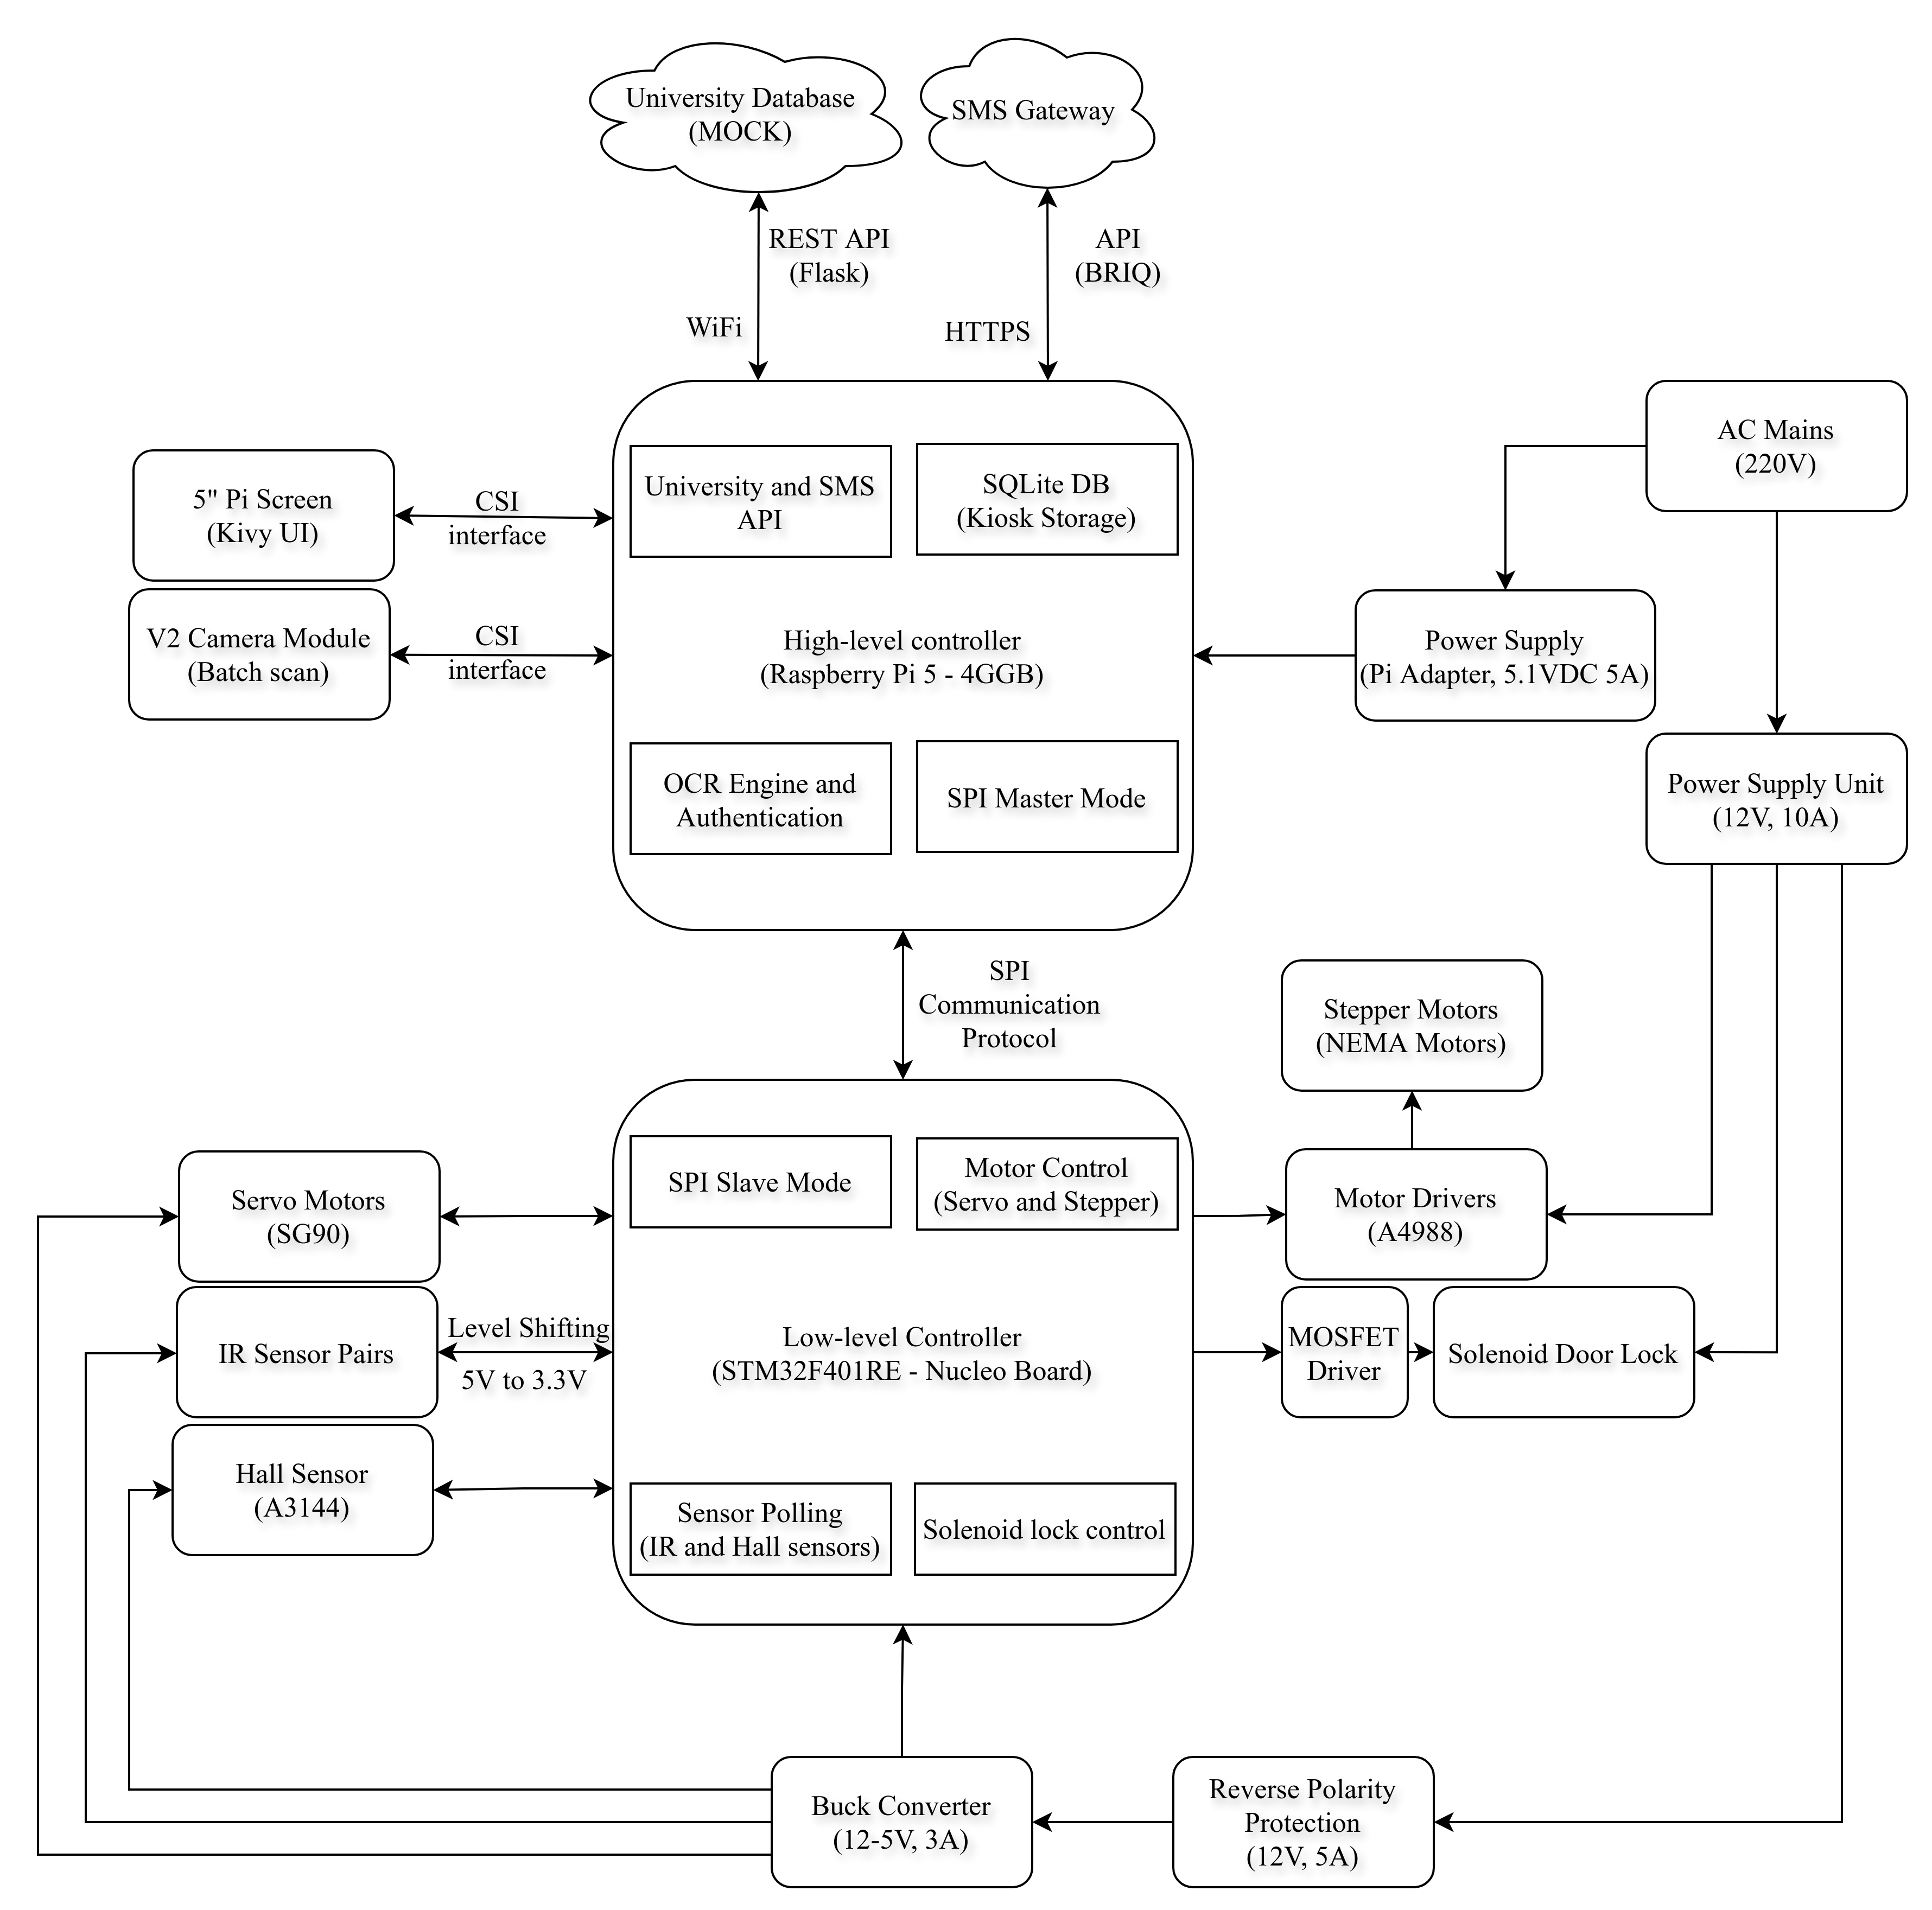 University Database
(MOCK)
SMS Gateway
REST API
(Flask)
API
(BRIQ)
WiFi
HTTPS
5" Pi Screen
(Kivy UI)
CSI
interface
V2 Camera Module
(Batch scan)
CSI
interface
University and SMS
API
SQLite DB
(Kiosk Storage)
High-level controller
(Raspberry Pi 5 - 4GGB)
OCR Engine and
Authentication
SPI Master Mode
AC Mains
(220V)
Power Supply
(Pi Adapter, 5.1VDC 5A)
Power Supply Unit
(12V, 10A)
SPI
Communication
Protocol
Stepper Motors
(NEMA Motors)
Servo Motors
(SG90)
SPI Slave Mode
Motor Control
(Servo and Stepper)
Motor Drivers
(A4988)
IR Sensor Pairs
Level Shifting
5V to 3.3V
Low-level Controller
(STM32F401RE - Nucleo Board)
MOSFET
Driver
Solenoid Door Lock
Hall Sensor
(A3144)
Sensor Polling
(IR and Hall sensors)
Solenoid lock control
Buck Converter
(12-5V, 3A)
Reverse Polarity
Protection
(12V, 5A)